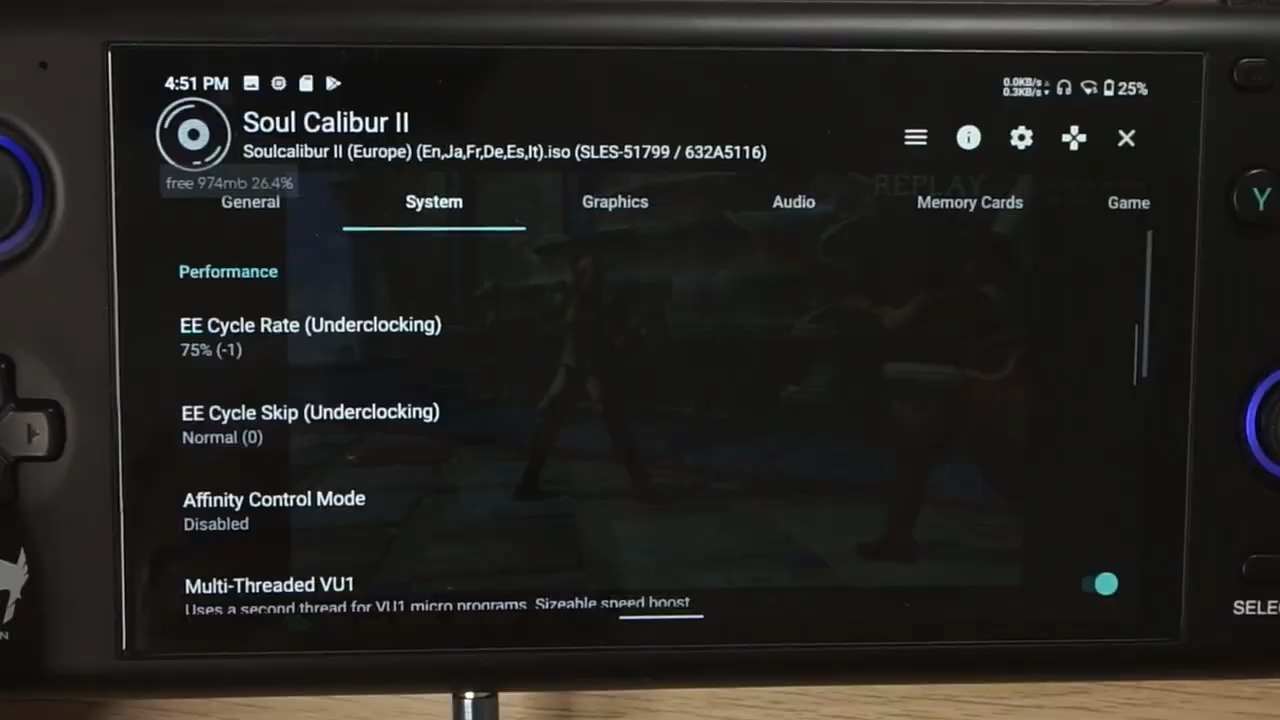 4:51 PM
0.0KB/s
0.3KB/s
25%
Soul Calibur II
Soulcalibur II (Europe) (En,Ja,Fr,De,Es,It).iso (SLES-51799 / 632A5116)
free 974mb 26.4%
REPLAY
General
System
Graphics
Audio
Memory Cards
Game
Y
Performance
EE Cycle Rate (Underclocking)
75% (-1)
EE Cycle Skip (Underclocking)
Normal (0)
Affinity Control Mode
Disabled
Multi-Threaded VU1
Uses a second thread for VU1 micro programs. Sizeable speed boost
SELEC
N